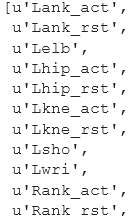 [u'Lank_act',
u'Lank_rst',
u'Lelb',
u'Lhip_act',
u'Lhip_rst',
u'Lkne_act',
u'Lkne_rst',
u'Lsho',
u'Lwri',
u'Rank_act',
u'Rank_rst',